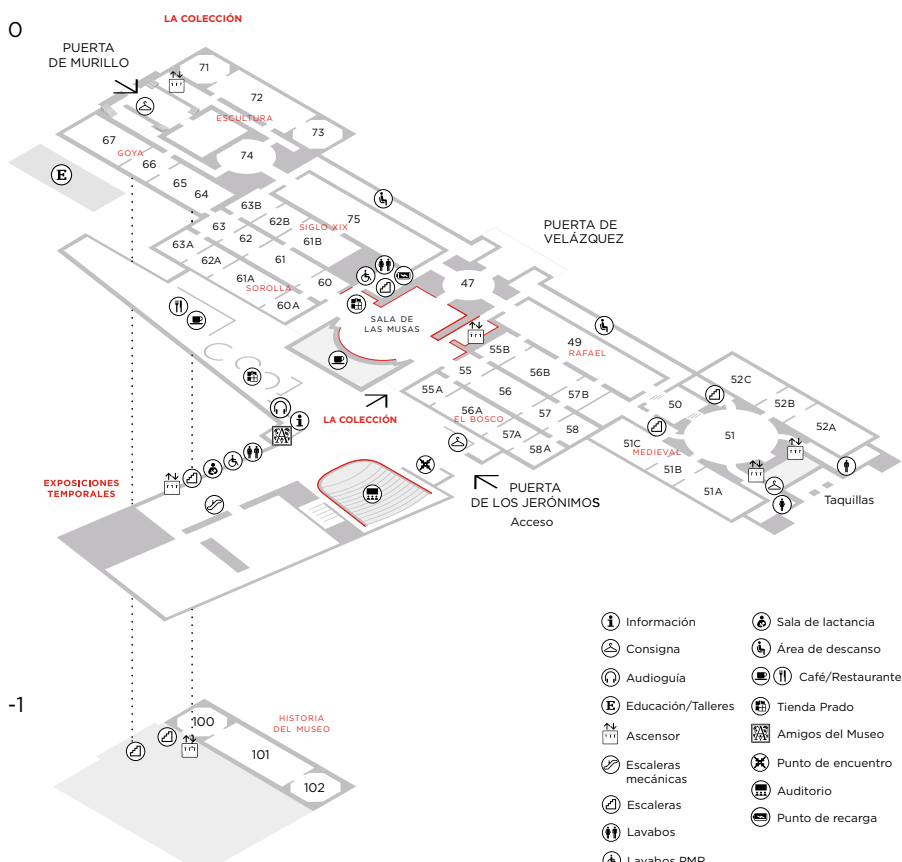 LA COLECCIÓN
0
PUERTA
DE MURILLO
71
72
ESCULTURA
73
67
GOYA
66
74
65
64
E
63B
75
62B
SIGLO XIX
63
61B
63A
62
62A
61
61A
60
SOROLLA
60A
PUERTA DE
VELÁZQUEZ
47
SALA DE
LAS MUSAS
49
RAFAEL
55B
55
56B
55A
56
57B
56A
EL BOSCO
57
57A
58
58A
52C
52B
50
52A
51
51C
MEDIEVAL
51B
51A
Taquillas
LA COLECCIÓN
EXPOSICIONES
TEMPORALES
PUERTA
DE LOS JERÓNIMOS
Acceso
-1
100
HISTORIA
DEL MUSEO
101
102
Información
Consigna
Audioguía
E Educación/Talleres
Ascensor
Escaleras
mecánicas
Escaleras
Lavabos
Lavabos PMR
Sala de lactancia
Área de descanso
Café/Restaurante
Tienda Prado
Amigos del Museo
Punto de encuentro
Auditorio
Punto de recarga